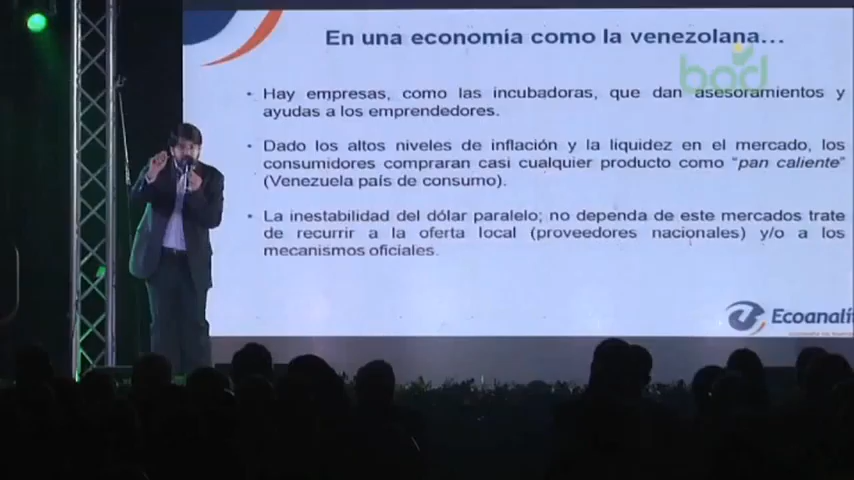 En una economía como la venezolana…
bod
• Hay empresas, como las incubadoras, que dan asesoramientos y
ayudas a los emprendedores.
• Dado los altos niveles de inflación y la liquidez en el mercado, los
consumidores compraran casi cualquier producto como “pan caliente”
(Venezuela país de consumo).
• La inestabilidad del dólar paralelo; no dependa de este mercados trate
de recurrir a la oferta local (proveedores nacionales) y/o a los
mecanismos oficiales.
Ecoanalí